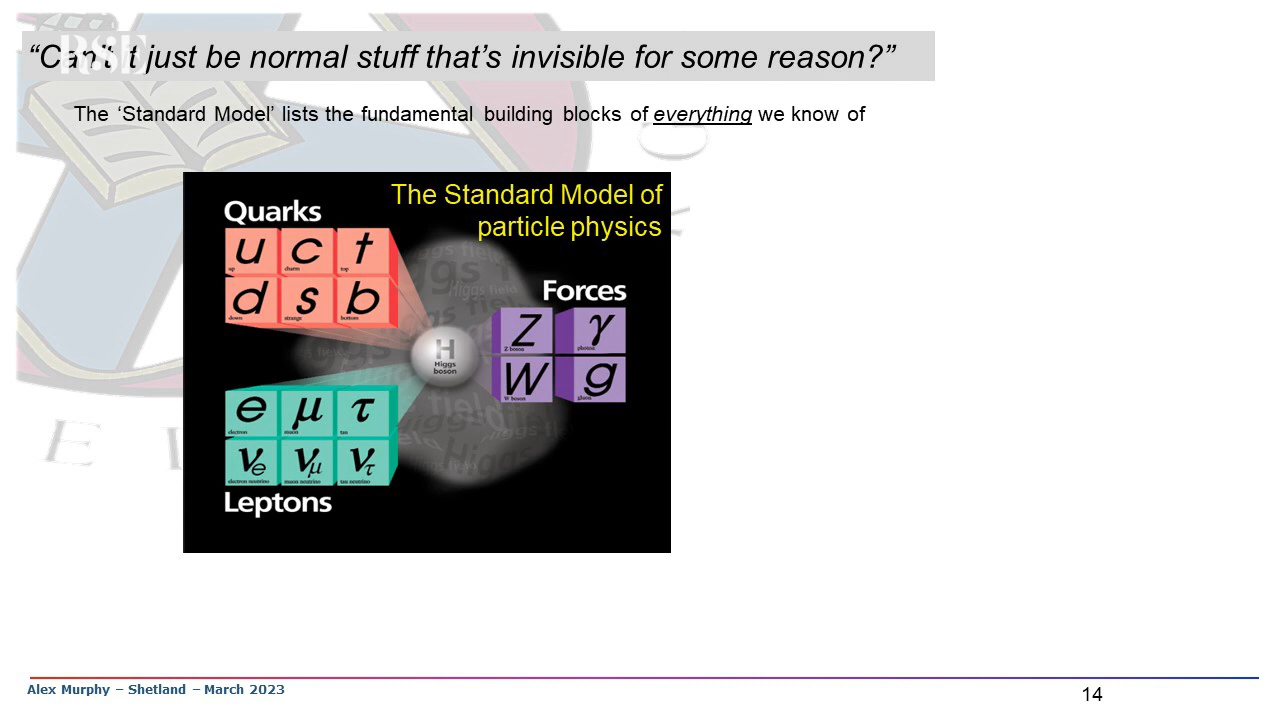 “Can’t it just be normal stuff that’s invisible for some reason?”
RSE
The ‘Standard Model’ lists the fundamental building blocks of everything we know of
The Standard Model of
particle physics
Quarks
u c t
up charm top
d s b
down strange bottom
Forces
Z γ
Z boson photon
W g
W boson gluon
H
Higgs
boson
Higgs field
e μ τ
electron muon tau
νe νμ ντ
electron neutrino muon neutrino tau neutrino
Leptons
Alex Murphy – Shetland – March 2023
14